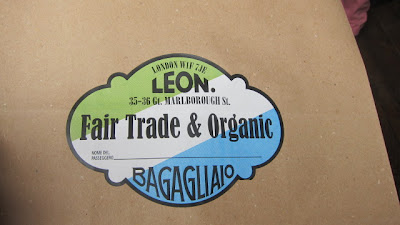 LONDON W1F 7JE
LEON.
35-36 Gt. MARLBOROUGH St.
Fair Trade & Organic
NOME DEL
PASSEGGERO
BAGAGLIAIO